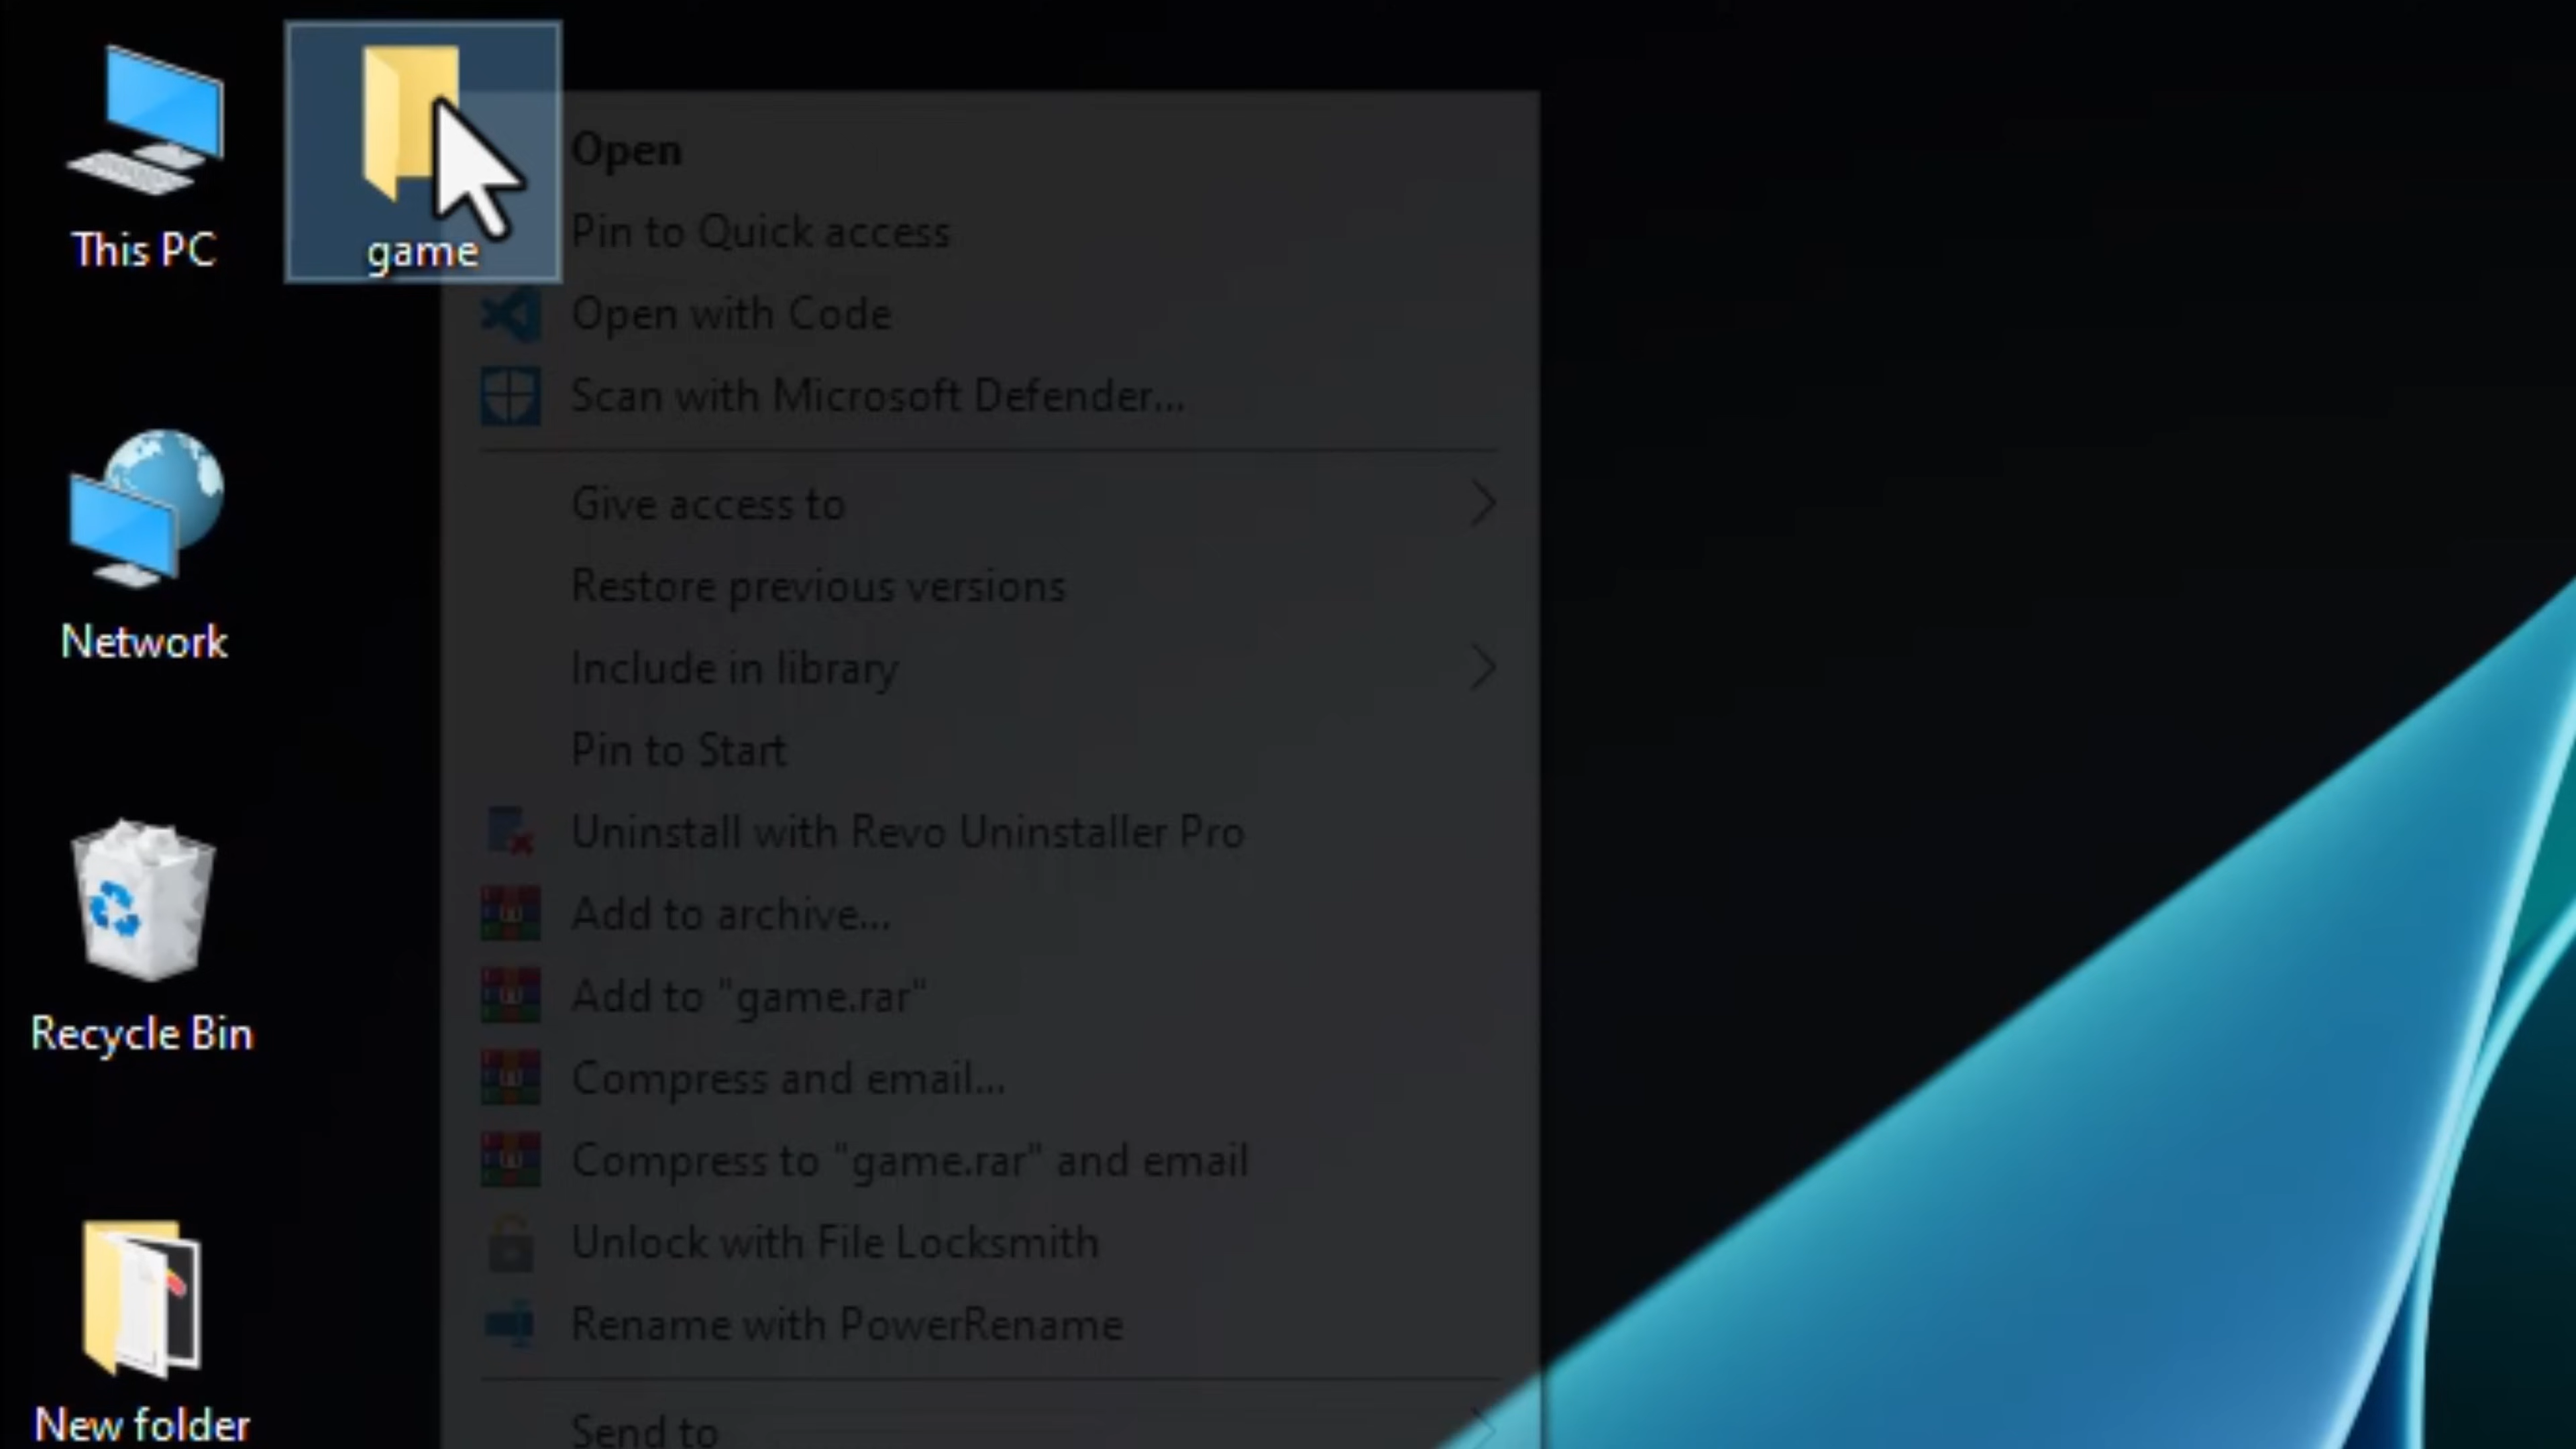 This PC
game
Network
Recycle Bin
New folder
Open
Pin to Quick access
Open with Code
Scan with Microsoft Defender...
Give access to
Restore previous versions
Include in library
Pin to Start
Uninstall with Revo Uninstaller Pro
Add to archive...
Add to "game.rar"
Compress and email...
Compress to "game.rar" and email
Unlock with File Locksmith
Rename with PowerRename
Send to